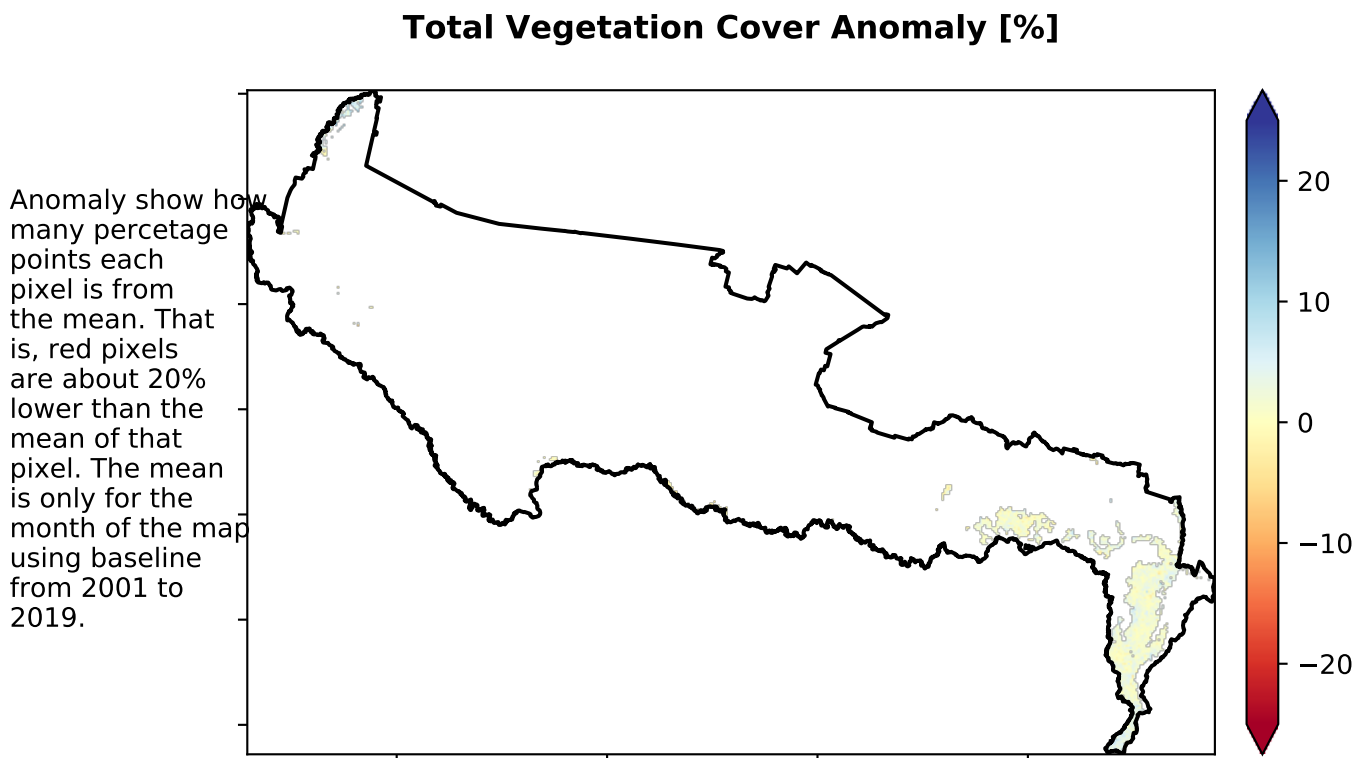 Total Vegetation Cover Anomaly [%]
Anomaly show how
many percetage
points each
pixel is from
the mean. That
is, red pixels
are about 20%
lower than the
mean of that
pixel. The mean
is only for the
month of the map
using baseline
from 2001 to
2019.
20
10
0
−10
−20